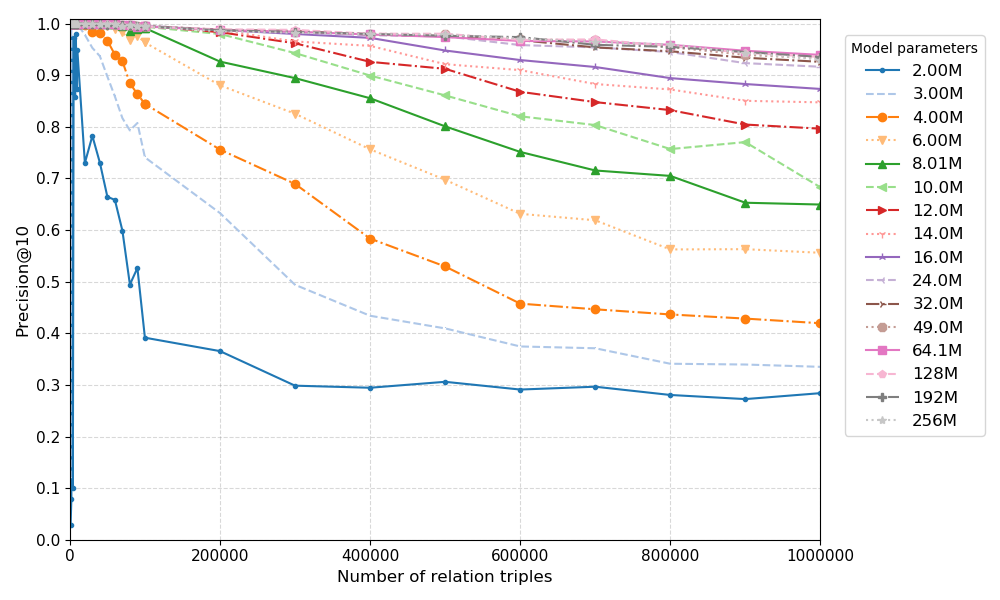 1.0
0.9
0.8
0.7
0.6
0.5
0.4
0.3
0.2
0.1
0.0
Precision@10
0
200000
400000
600000
800000
1000000
Number of relation triples
Model parameters
2.00M
3.00M
4.00M
6.00M
8.01M
10.0M
12.0M
14.0M
16.0M
24.0M
32.0M
49.0M
64.1M
128M
192M
256M